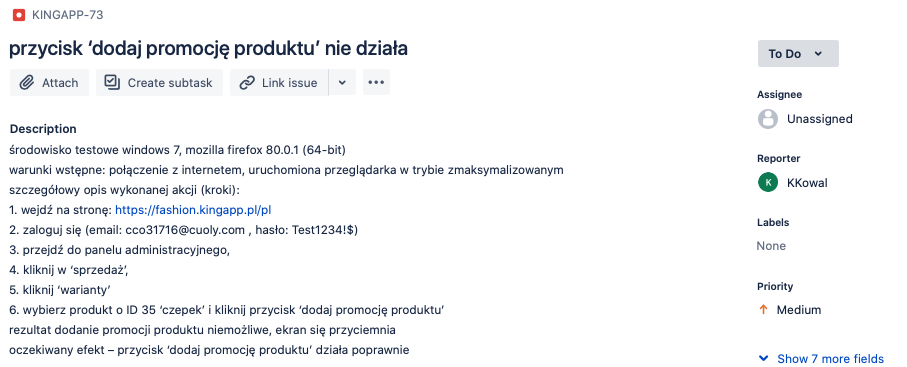 KINGAPP-73
przycisk ‘dodaj promocję produktu’ nie działa
Attach
Create subtask
Link issue
Description
środowisko testowe windows 7, mozilla firefox 80.0.1 (64-bit)
warunki wstępne: połączenie z internetem, uruchomiona przeglądarka w trybie zmaksymalizowanym
szczegółowy opis wykonanej akcji (kroki):
1. wejdź na stronę: https://fashion.kingapp.pl/pl
2. zaloguj się (email: cco31716@cuoly.com , hasło: Test1234!$)
3. przejdź do panelu administracyjnego,
4. kliknij w ‘sprzedaż’,
5. kliknij ‘warianty’
6. wybierz produkt o ID 35 ‘czepek’ i kliknij przycisk ‘dodaj promocję produktu’
rezultat dodanie promocji produktu niemożliwe, ekran się przyciemnia
oczekiwany efekt – przycisk ‘dodaj promocję produktu’ działa poprawnie
To Do
Assignee
Unassigned
Reporter
K KKowal
Labels
None
Priority
Medium
Show 7 more fields